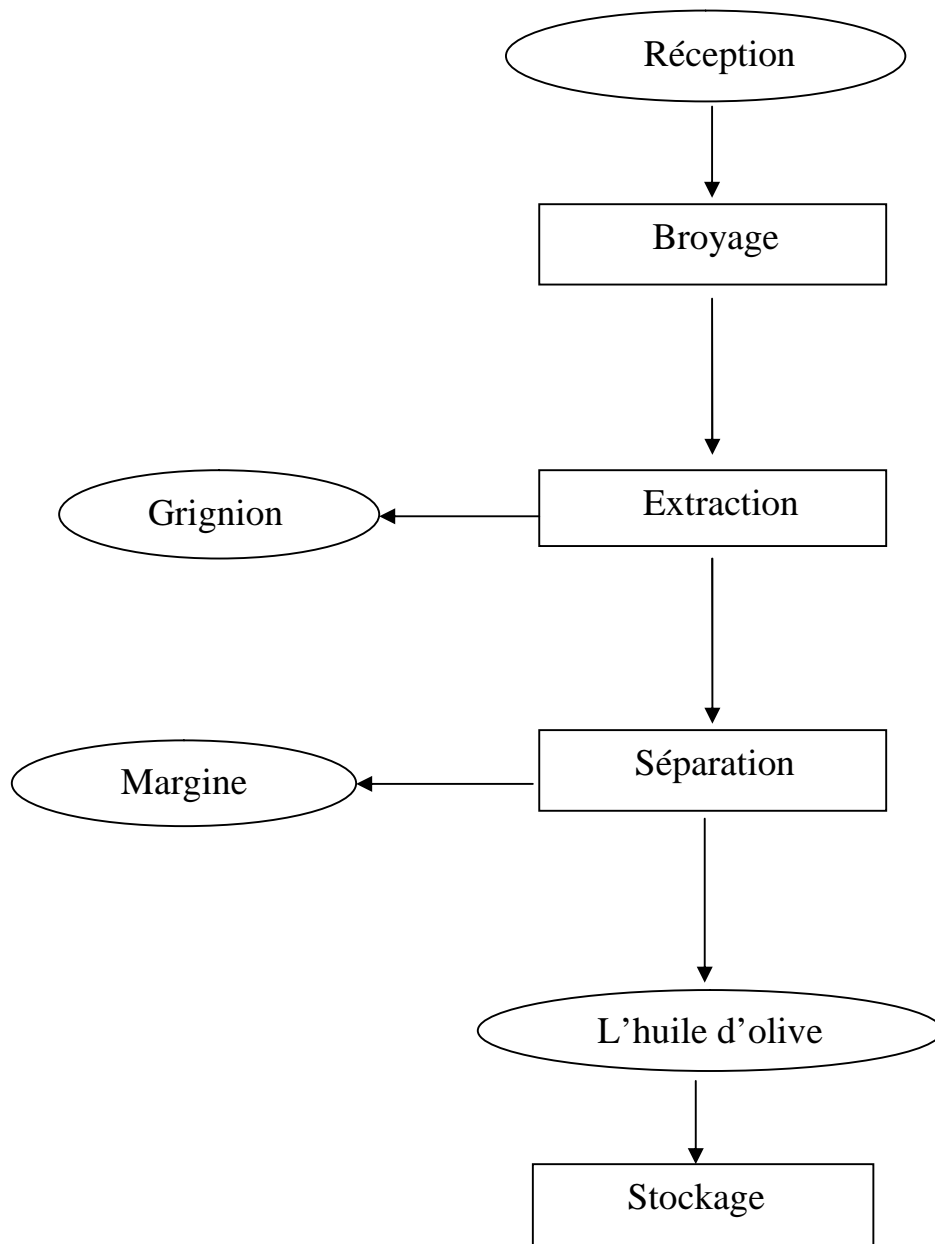 Réception
Broyage
Extraction
Grignion
Séparation
Margine
L’huile d’olive
Stockage